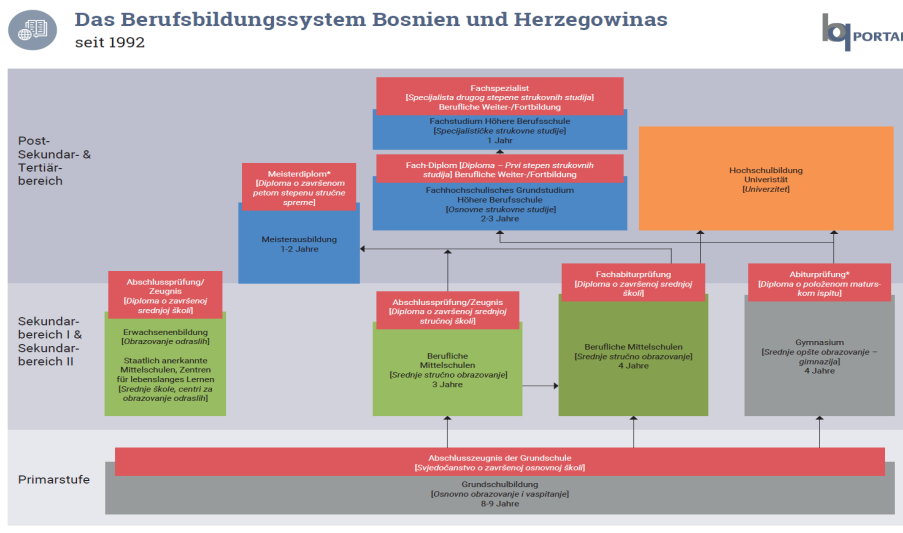 Das Berufsbildungssystem Bosnien und Herzegowinas
seit 1992
bq PORTAL
Post-
Sekundar- &
Tertiär-
bereich
Fachspezialist
[Specijalista drugog stepene strukovnih studija]
Berufliche Weiter-/Fortbildung
Fachstudium Höhere Berufsschule
[Specijalističke strukovne studije]
1 Jahr
Fach-Diplom [Diploma – Prvi stepen strukovnih
studija] Berufliche Weiter-/Fortbildung
Fachhochschulisches Grundstudium
Höhere Berufsschule
[Osnovne strukovne studije]
2-3 Jahre
Meisterdiplom*
[Diploma o završenom
petom stepenu stručne
spreme]
Meisterausbildung
1-2 Jahre
Hochschulbildung
Univeristät
[Univerzitet]
Sekundar-
bereich I &
Sekundar-
bereich II
Abschlussprüfung/
Zeugnis
[Diploma o završenoj
srednjoj školi]
Erwachsenenbildung
[Obrazovanje odraslih]
Staatlich anerkannte
Mittelschulen, Zentren
für lebenslanges Lernen
[Srednje škole, centri za
obrazovanje odraslih]
Abschlussprüfung/Zeugnis
[Diploma o završenoj srednjoj
stručnoj školi]
Berufliche
Mittelschulen
[Srednje stručno obrazovanje]
3 Jahre
Fachabiturprüfung
[Diploma o završenoj srednjoj
školi]
Berufliche Mittelschulen
[Srednje stručno obrazovanje]
4 Jahre
Abiturprüfung*
[Diploma o položenom maturs-
kom ispitu]
Gymnasium
[Srednje opšte obrazovanje –
gimnazija]
4 Jahre
Primarstufe
Abschlusszeugnis der Grundschule
[Svjedočanstvo o završenoj osnovnoj školi]
Grundschulbildung
[Osnovno obrazovanje i vaspitanje]
8-9 Jahre